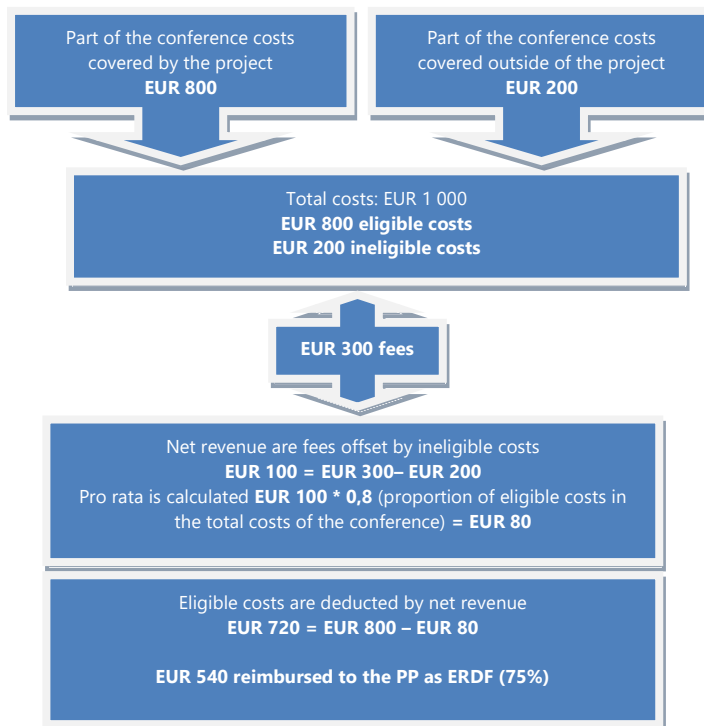 Part of the conference costs
covered by the project
EUR 800
Part of the conference costs
covered outside of the project
EUR 200
Total costs: EUR 1 000
EUR 800 eligible costs
EUR 200 ineligible costs
EUR 300 fees
Net revenue are fees offset by ineligible costs
EUR 100 = EUR 300– EUR 200
Pro rata is calculated EUR 100 * 0,8 (proportion of eligible costs in
the total costs of the conference) = EUR 80
Eligible costs are deducted by net revenue
EUR 720 = EUR 800 – EUR 80
EUR 540 reimbursed to the PP as ERDF (75%)